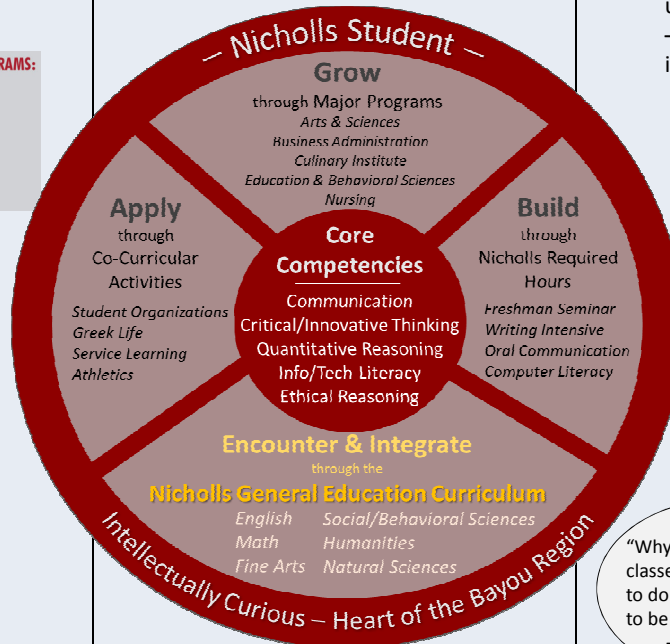 RAMS:
— Nicholls Student —
Grow
through Major Programs
Arts & Sciences
Business Administration
Culinary Institute
Education & Behavioral Sciences
Nursing
Apply
through
Co-Curricular
Activities
Student Organizations
Greek Life
Service Learning
Athletics
Core
Competencies
Communication
Critical/Innovative Thinking
Quantitative Reasoning
Info/Tech Literacy
Ethical Reasoning
Build
through
Nicholls Required
Hours
Freshman Seminar
Writing Intensive
Oral Communication
Computer Literacy
Encounter & Integrate
through the
Nicholls General Education Curriculum
English Social/Behavioral Sciences
Math Humanities
Fine Arts Natural Sciences
Intellectually Curious – Heart of the Bayou Region
“Why
classe
to do
to be